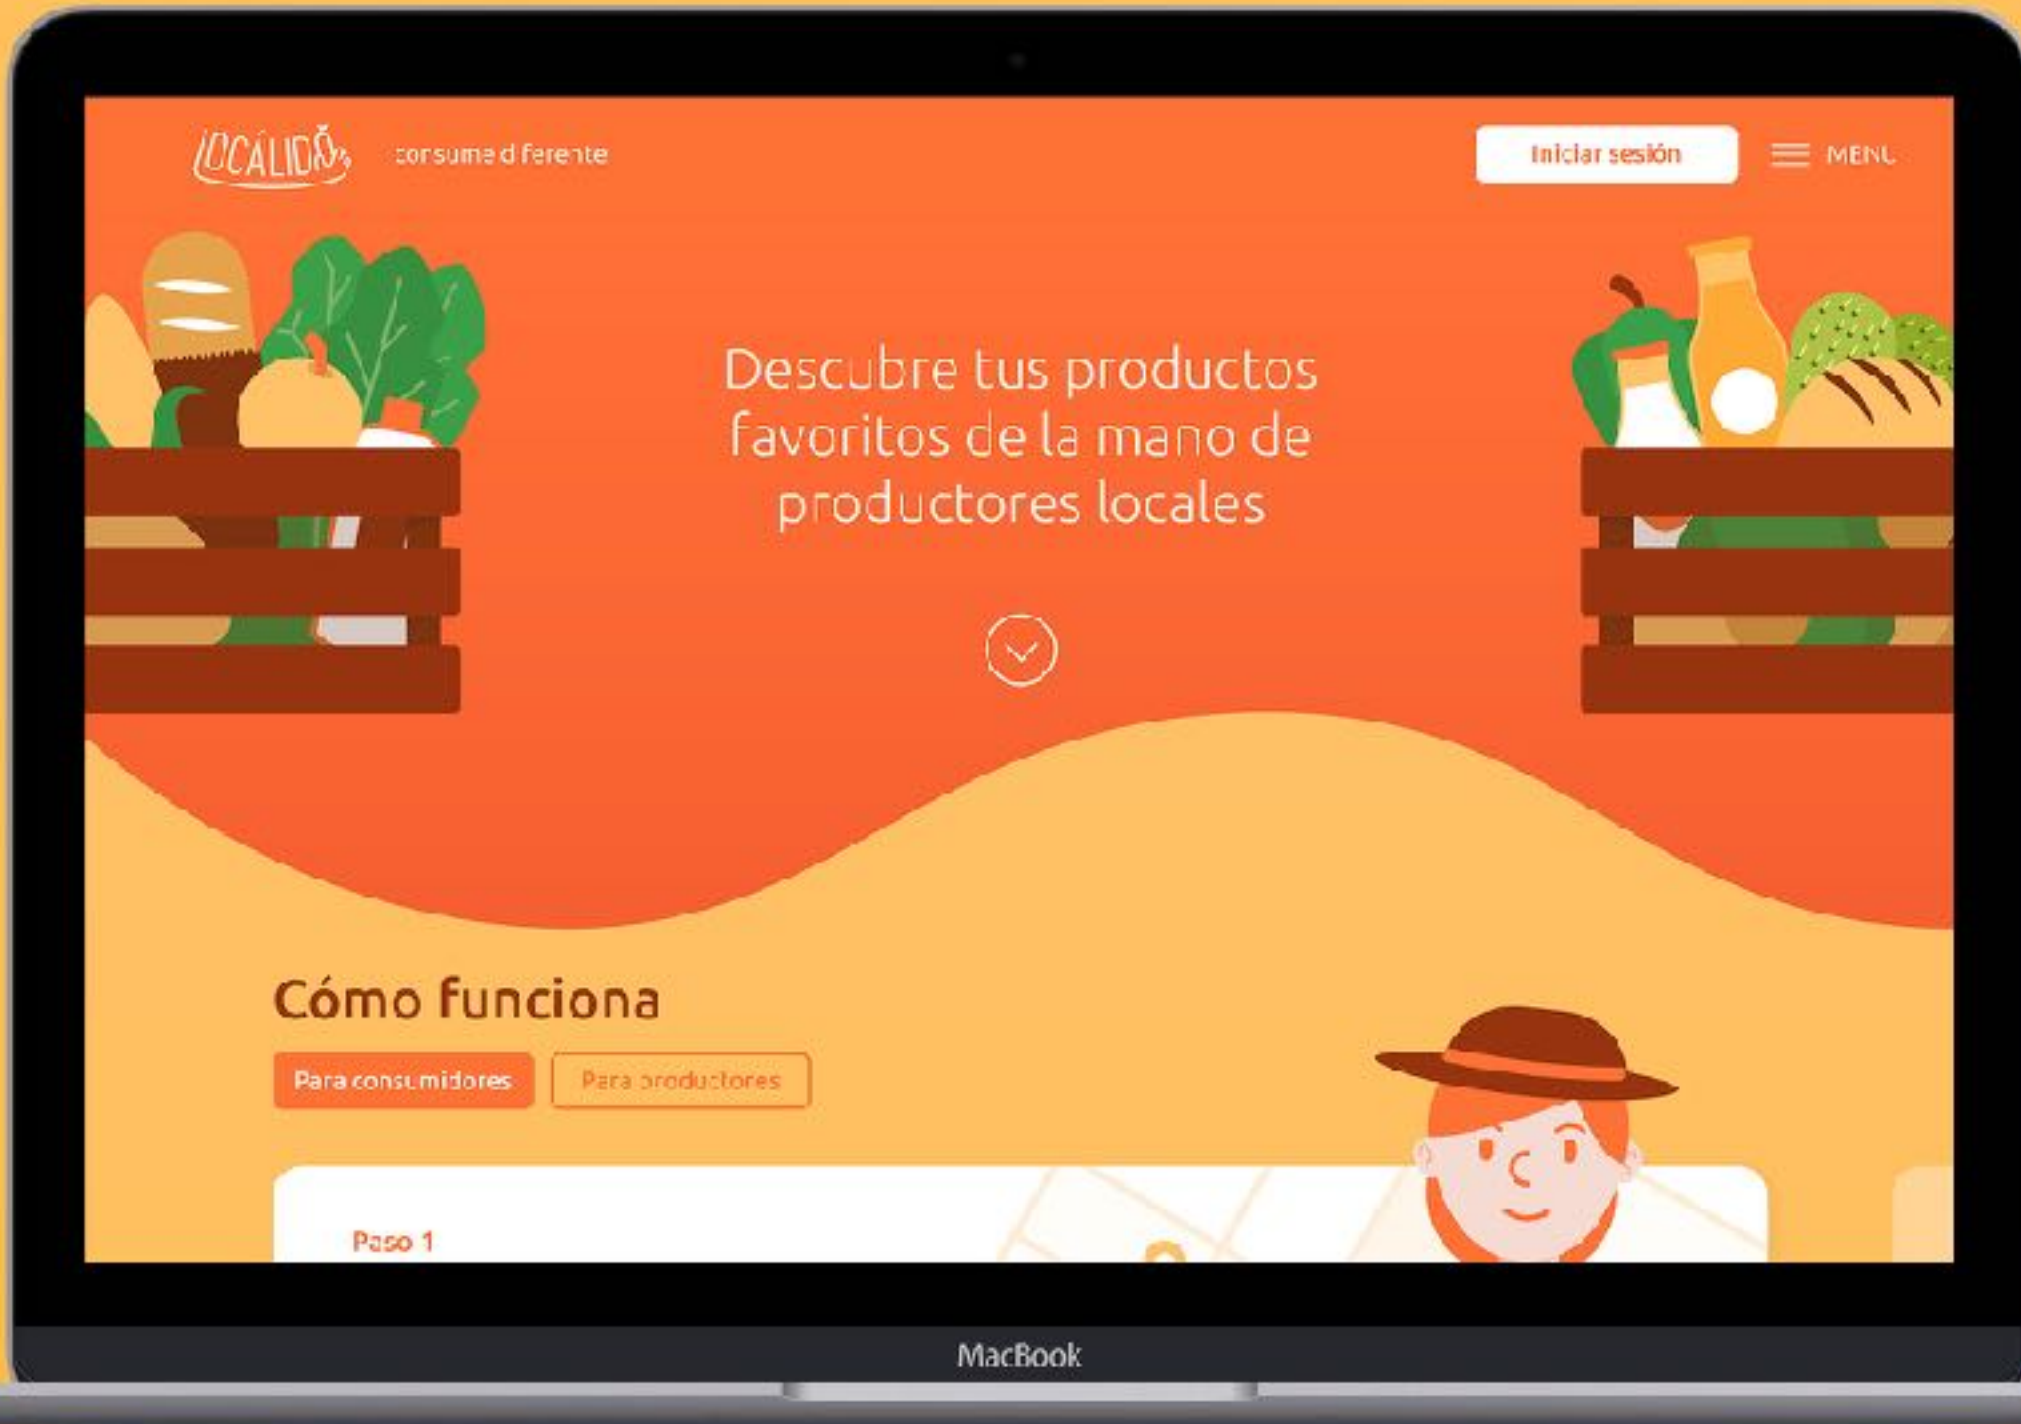 LOCÁLIDO
consume diferente
Iniciar sesión
MENU
Descubre tus productos
favoritos de la mano de
productores locales
Cómo funciona
Para consumidores
Para productores
Paso 1
MacBook